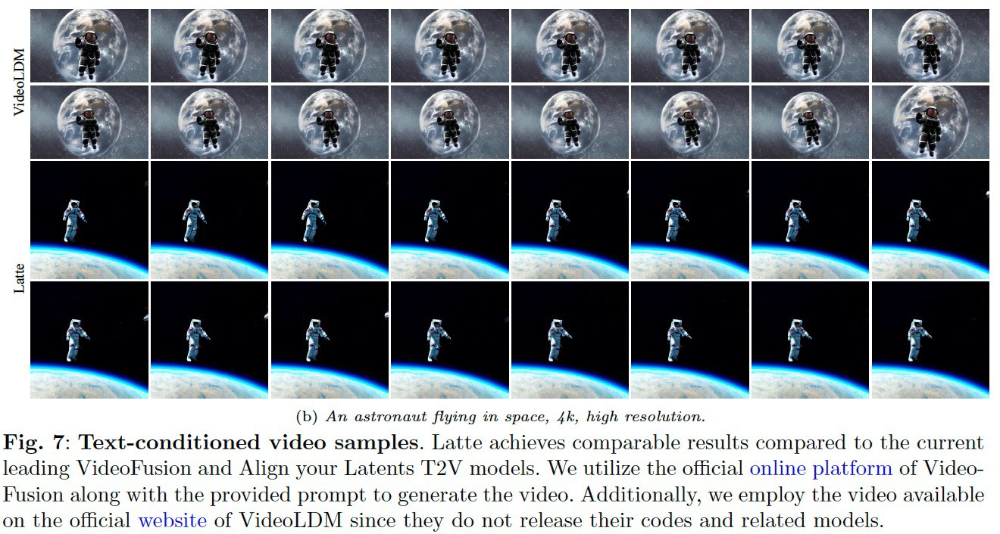 VideoLDM
Latte
(b) An astronaut flying in space, 4k, high resolution.
Fig. 7: Text-conditioned video samples. Latte achieves comparable results compared to the current
leading VideoFusion and Align your Latents T2V models. We utilize the official online platform of Video-
Fusion along with the provided prompt to generate the video. Additionally, we employ the video available
on the official website of VideoLDM since they do not release their codes and related models.